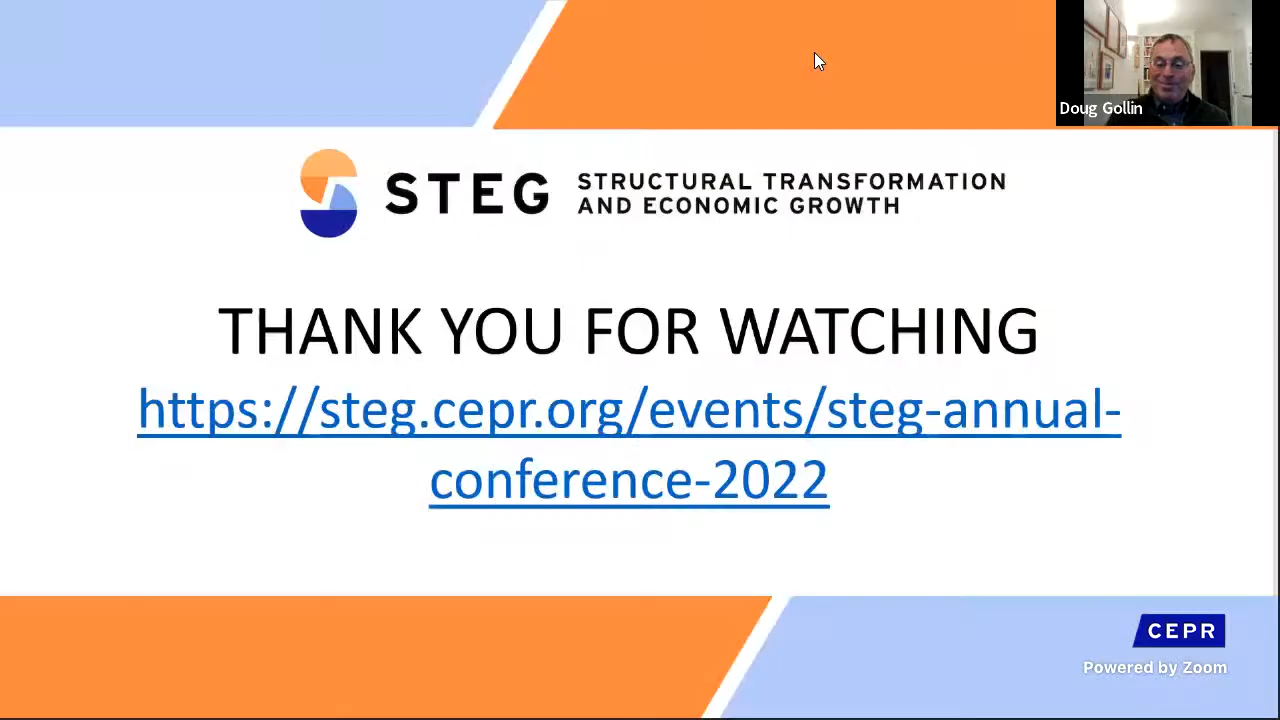 Doug Gollin
STEG
STRUCTURAL TRANSFORMATION
AND ECONOMIC GROWTH
THANK YOU FOR WATCHING
https://steg.cepr.org/events/steg-annual-
conference-2022
CEPR
Powered by Zoom